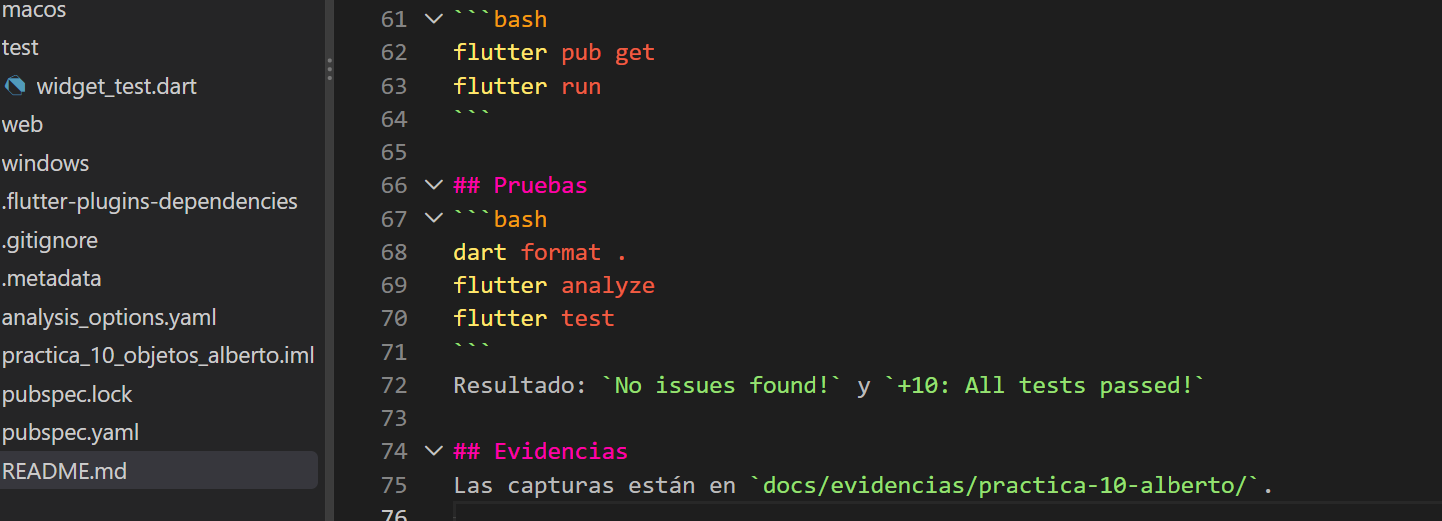 macos
test
widget_test.dart
web
windows
.flutter-plugins-dependencies
.gitignore
.metadata
analysis_options.yaml
practica_10_objetos_alberto.iml
pubspec.lock
pubspec.yaml
README.md
61 ```bash
62 flutter pub get
63 flutter run
64 ```
65
66 ## Pruebas
67 ```bash
68 dart format .
69 flutter analyze
70 flutter test
71 ```
72 Resultado: `No issues found!` y `+10: All tests passed!`
73
74 ## Evidencias
75 Las capturas están en `docs/evidencias/practica-10-alberto/`.
76